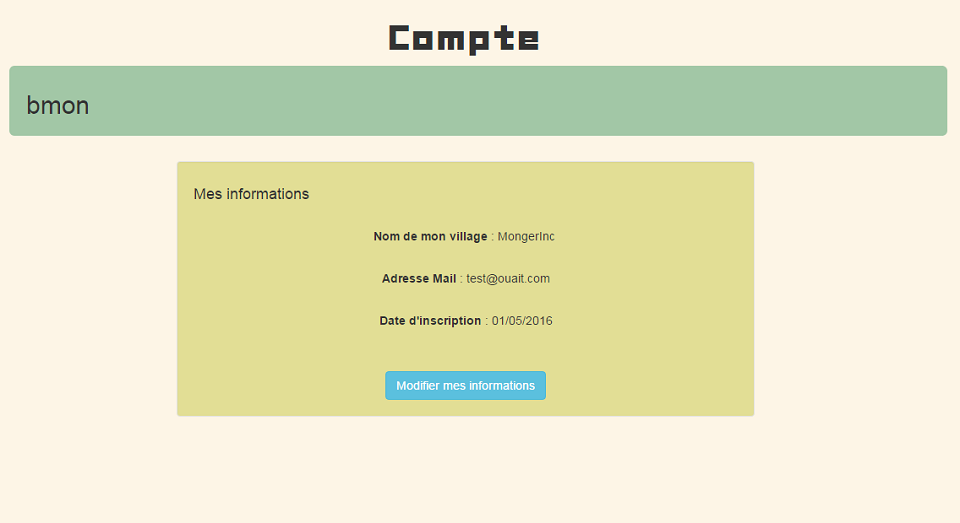 Compte
bmon
Mes informations
Nom de mon village : MongerInc
Adresse Mail : test@ouait.com
Date d'inscription : 01/05/2016
Modifier mes informations